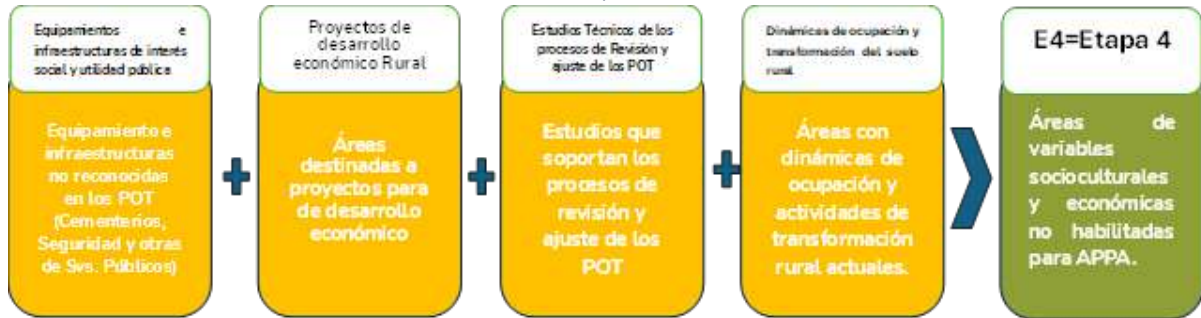 Equipamientos e
infraestructuras de interés
social y utilidad pública
Equipamiento e
infraestructuras
no reconocidas
en los POT
(Cementerios,
Seguridad y otras
de Svs. Públicos)
Proyectos de
desarrollo
económico Rural
Áreas
destinadas a
proyectos para
de desarrollo
económico
Estudios Técnicos de los
procesos de Revisión y
ajuste de los POT
Estudios que
soportan los
procesos de
revisión y
ajuste de los
POT
Dinámicas de ocupación y
transformación del suelo
rural
Áreas con
dinámicas de
ocupación y
actividades de
transformación
rural actuales.
E4=Etapa 4
Áreas de
variables
socioculturales
y económicas
no habilitadas
para APPA.